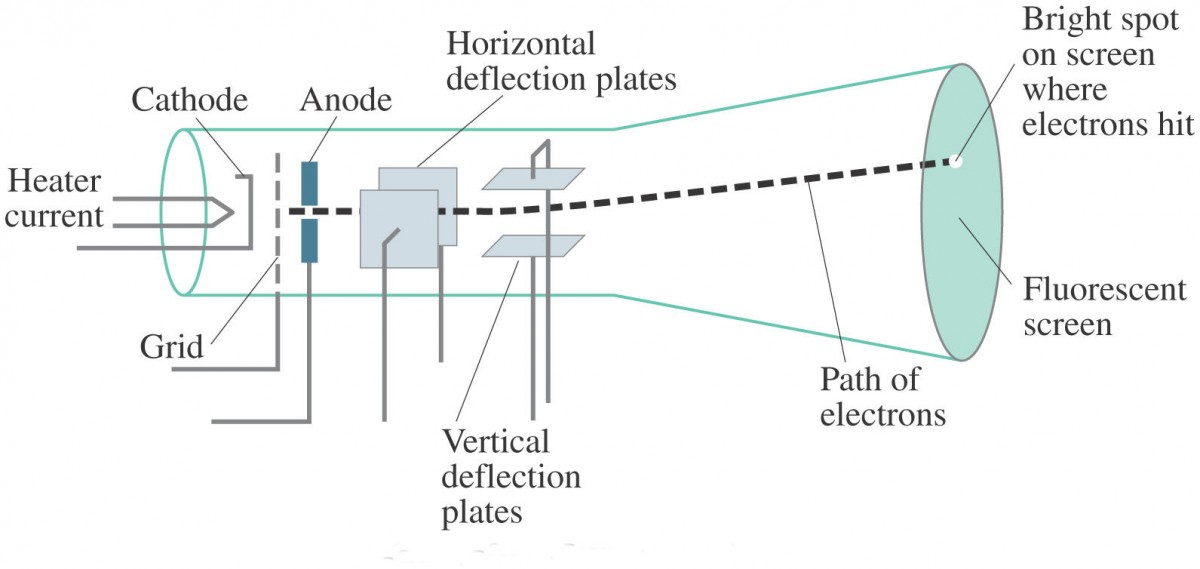 Horizontal
deflection plates
Bright spot
on screen
where
electrons hit
Cathode
Anode
Heater
current
Grid
Vertical
deflection
plates
Path of
electrons
Fluorescent
screen